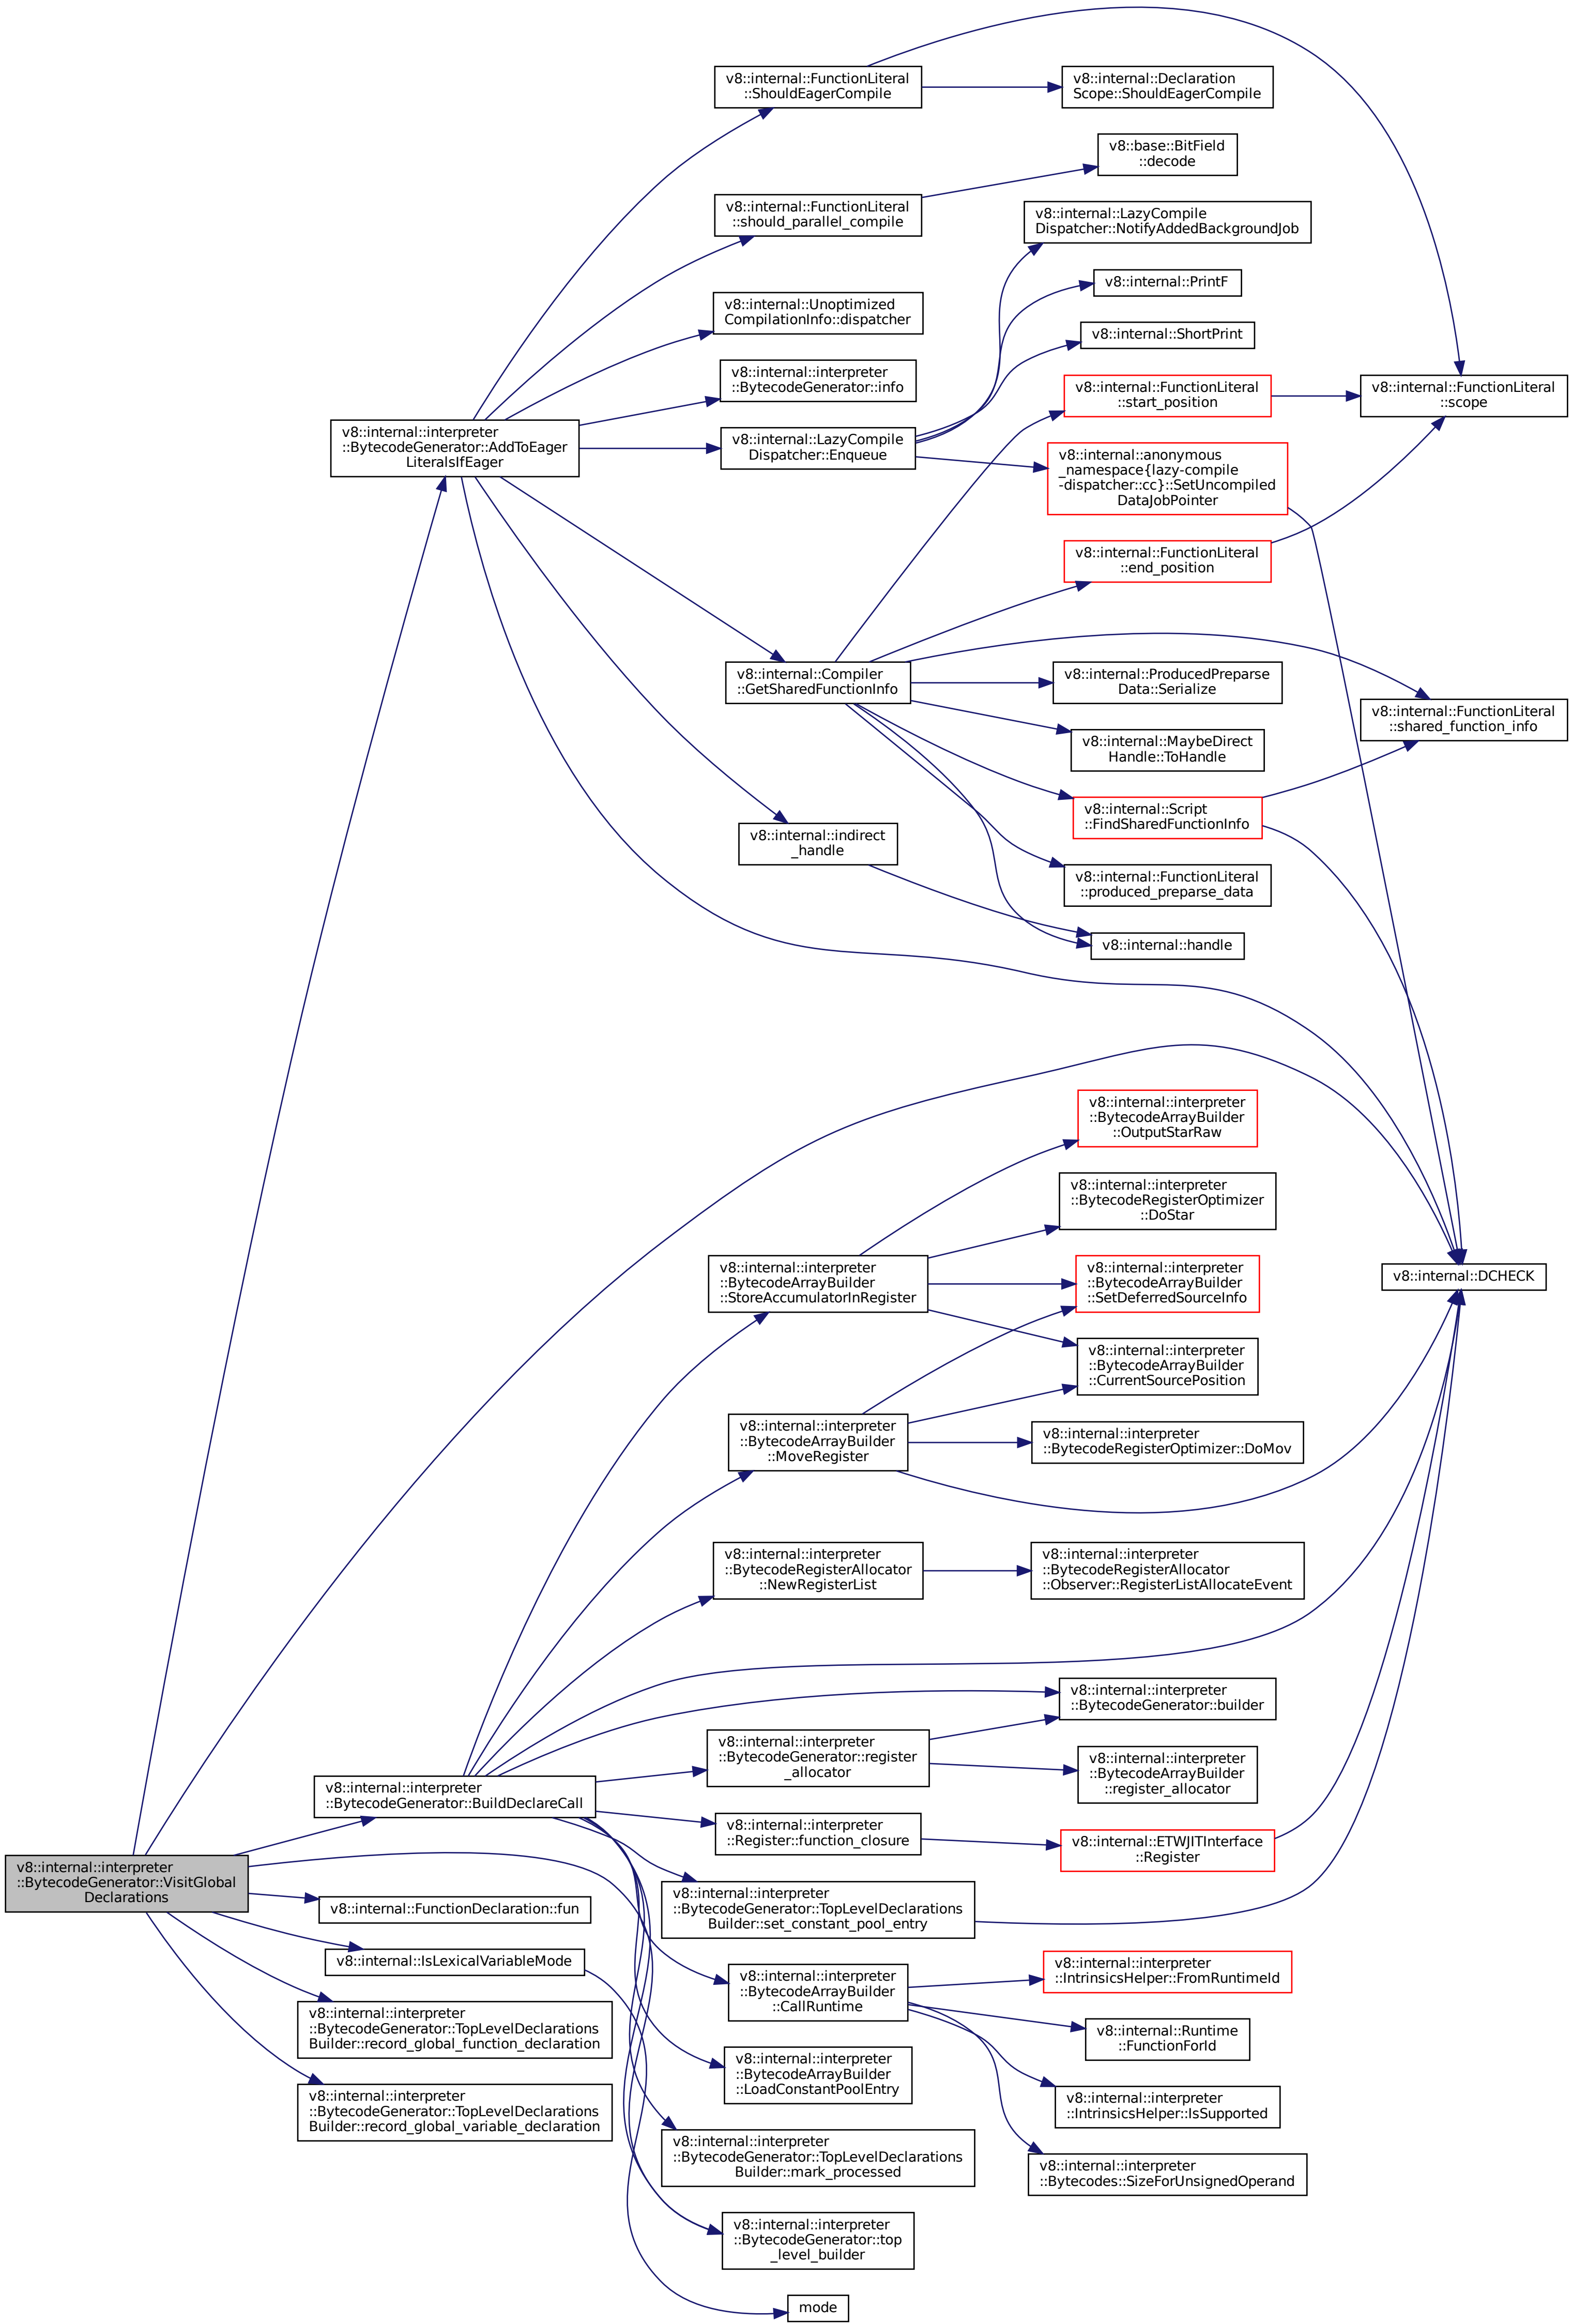 v8::internal::FunctionLiteral
::ShouldEagerCompile
v8::internal::Declaration
Scope::ShouldEagerCompile
v8::base::BitField
::decode
v8::internal::FunctionLiteral
::should_parallel_compile
v8::internal::LazyCompile
Dispatcher::NotifyAddedBackgroundJob
v8::internal::PrintF
v8::internal::Unoptimized
CompilationInfo::dispatcher
v8::internal::ShortPrint
v8::internal::interpreter
::BytecodeGenerator::info
v8::internal::FunctionLiteral
::start_position
v8::internal::FunctionLiteral
::scope
v8::internal::interpreter
::BytecodeGenerator::AddToEager
LiteralsIfEager
v8::internal::LazyCompile
Dispatcher::Enqueue
v8::internal::anonymous
_namespace{lazy-compile
-dispatcher::cc}::SetUncompiled
DataJobPointer
v8::internal::FunctionLiteral
::end_position
v8::internal::Compiler
::GetSharedFunctionInfo
v8::internal::ProducedPreparse
Data::Serialize
v8::internal::FunctionLiteral
::shared_function_info
v8::internal::MaybeDirect
Handle::ToHandle
v8::internal::Script
::FindSharedFunctionInfo
v8::internal::indirect
_handle
v8::internal::FunctionLiteral
::produced_preparse_data
v8::internal::handle
v8::internal::interpreter
::BytecodeArrayBuilder
::OutputStarRaw
v8::internal::interpreter
::BytecodeRegisterOptimizer
::DoStar
v8::internal::interpreter
::BytecodeArrayBuilder
::StoreAccumulatorInRegister
v8::internal::interpreter
::BytecodeArrayBuilder
::SetDeferredSourceInfo
v8::internal::DCHECK
v8::internal::interpreter
::BytecodeArrayBuilder
::CurrentSourcePosition
v8::internal::interpreter
::BytecodeArrayBuilder
::MoveRegister
v8::internal::interpreter
::BytecodeRegisterOptimizer::DoMov
v8::internal::interpreter
::BytecodeRegisterAllocator
::NewRegisterList
v8::internal::interpreter
::BytecodeRegisterAllocator
::Observer::RegisterListAllocateEvent
v8::internal::interpreter
::BytecodeGenerator::builder
v8::internal::interpreter
::BytecodeGenerator::register
_allocator
v8::internal::interpreter
::BytecodeArrayBuilder
::register_allocator
v8::internal::interpreter
::BytecodeGenerator::BuildDeclareCall
v8::internal::interpreter
::Register::function_closure
v8::internal::ETWJITInterface
::Register
v8::internal::interpreter
::BytecodeGenerator::VisitGlobal
Declarations
v8::internal::FunctionDeclaration::fun
v8::internal::interpreter
::BytecodeGenerator::TopLevelDeclarations
Builder::set_constant_pool_entry
v8::internal::IsLexicalVariableMode
v8::internal::interpreter
::BytecodeArrayBuilder
::CallRuntime
v8::internal::interpreter
::IntrinsicsHelper::FromRuntimeId
v8::internal::interpreter
::BytecodeGenerator::TopLevelDeclarations
Builder::record_global_function_declaration
v8::internal::Runtime
::FunctionForId
v8::internal::interpreter
::BytecodeArrayBuilder
::LoadConstantPoolEntry
v8::internal::interpreter
::IntrinsicsHelper::IsSupported
v8::internal::interpreter
::BytecodeGenerator::TopLevelDeclarations
Builder::record_global_variable_declaration
v8::internal::interpreter
::BytecodeGenerator::TopLevelDeclarations
Builder::mark_processed
v8::internal::interpreter
::Bytecodes::SizeForUnsignedOperand
v8::internal::interpreter
::BytecodeGenerator::top
_level_builder
mode